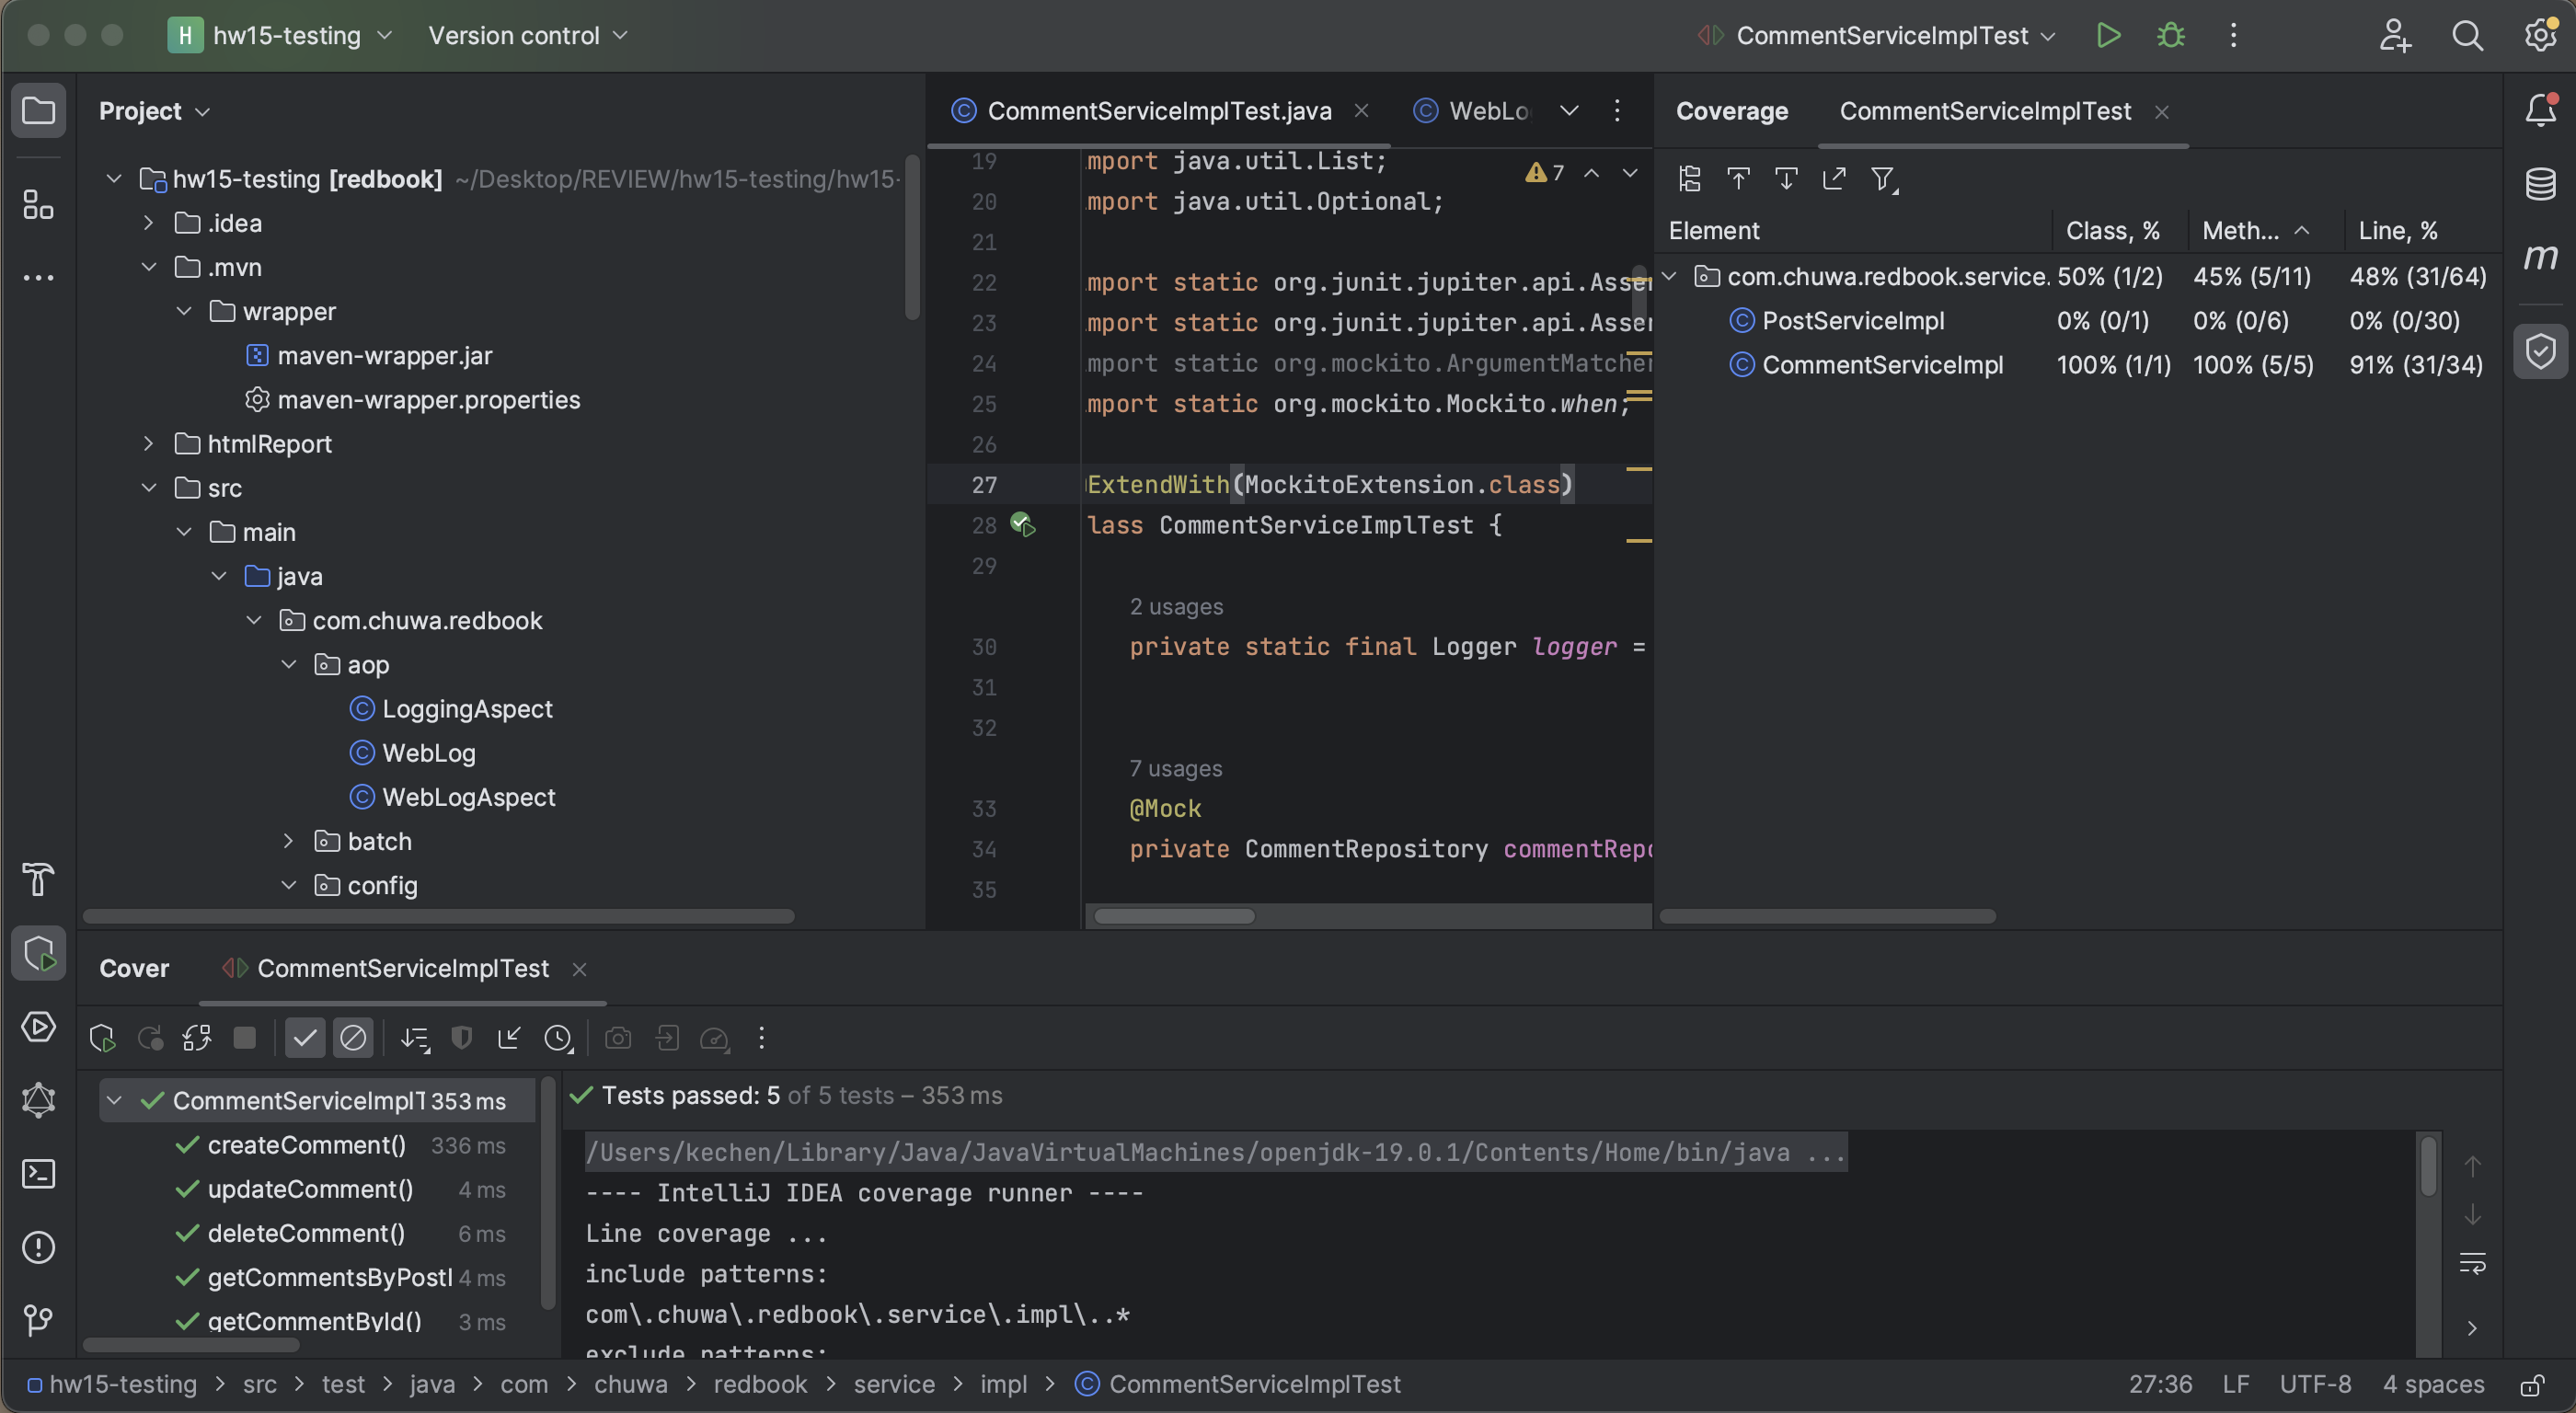 H hw15-testing Version control CommentServiceImplTest
Project
hw15-testing [redbook] ~/Desktop/REVIEW/hw15-testing/hw15-
.idea
.mvn
wrapper
maven-wrapper.jar
maven-wrapper.properties
htmlReport
src
main
java
com.chuwa.redbook
aop
LoggingAspect
WebLog
WebLogAspect
batch
config
CommentServiceImplTest.java WebLo
7
19 mport java.util.List;
20 mport java.util.Optional;
21
22 mport static org.junit.jupiter.api.Asser
23 mport static org.junit.jupiter.api.Asser
24 mport static org.mockito.ArgumentMatcher
25 mport static org.mockito.Mockito.when;
26
27 ExtendWith(MockitoExtension.class)
28 lass CommentServiceImplTest {
29
2 usages
30 private static final Logger logger =
31
32
7 usages
33 @Mock
34 private CommentRepository commentRepo
35
Coverage CommentServiceImplTest
Element Class, % Meth... Line, %
com.chuwa.redbook.service. 50% (1/2) 45% (5/11) 48% (31/64)
PostServiceImpl 0% (0/1) 0% (0/6) 0% (0/30)
CommentServiceImpl 100% (1/1) 100% (5/5) 91% (31/34)
m
Cover CommentServiceImplTest
CommentServiceImplT 353 ms
createComment() 336 ms
updateComment() 4 ms
deleteComment() 6 ms
getCommentsByPostI 4 ms
getCommentById() 3 ms
Tests passed: 5 of 5 tests – 353 ms
/Users/kechen/Library/Java/JavaVirtualMachines/openjdk-19.0.1/Contents/Home/bin/java ...
---- IntelliJ IDEA coverage runner ----
Line coverage ...
include patterns:
com\.chuwa\.redbook\.service\.impl\..*
exclude patterns:
hw15-testing > src > test > java > com > chuwa > redbook > service > impl > CommentServiceImplTest
27:36 LF UTF-8 4 spaces